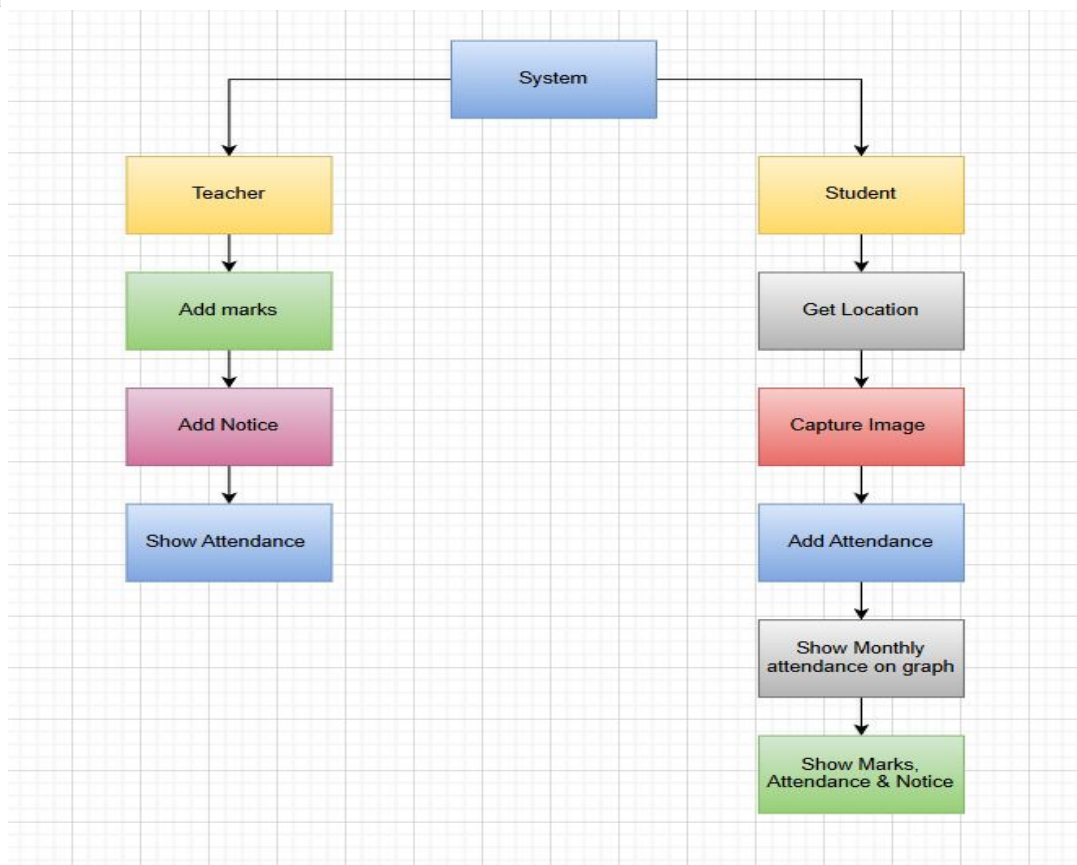 System
Teacher
Student
Add marks
Get Location
Add Notice
Capture Image
Show Attendance
Add Attendance
Show Monthly
attendance on graph
Show Marks,
Attendance & Notice